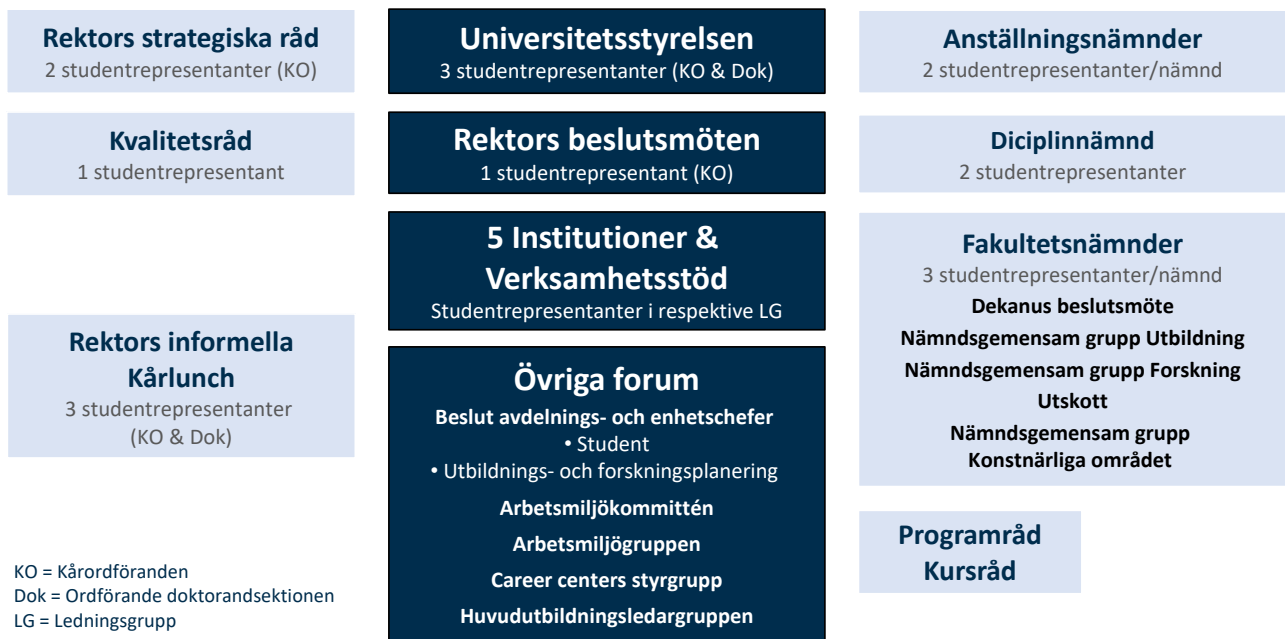 Rektors strategiska råd
2 studentrepresentanter (KO)
Kvalitetsråd
1 studentrepresentant
Rektors informella
Kårlunch
3 studentrepresentanter
(KO & Dok)
KO = Kårordföranden
Dok = Ordförande doktorandsektionen
LG = Ledningsgrupp
Universitetsstyrelsen
3 studentrepresentanter (KO & Dok)
Rektors beslutsmöten
1 studentrepresentant (KO)
5 Institutioner &
Verksamhetsstöd
Studentrepresentanter i respektive LG
Övriga forum
Beslut avdelnings- och enhetschefer
• Student
• Utbildnings- och forskningsplanering
Arbetsmiljökommittén
Arbetsmiljögruppen
Career centers styrgrupp
Huvudutbildningsledargruppen
Anställningsnämnder
2 studentrepresentanter/nämnd
Diciplinnämnd
2 studentrepresentanter
Fakultetsnämnder
3 studentrepresentanter/nämnd
Dekanus beslutsmöte
Nämndsgemensam grupp Utbildning
Nämndsgemensam grupp Forskning
Utskott
Nämndsgemensam grupp
Konstnärliga området
Programråd
Kursråd